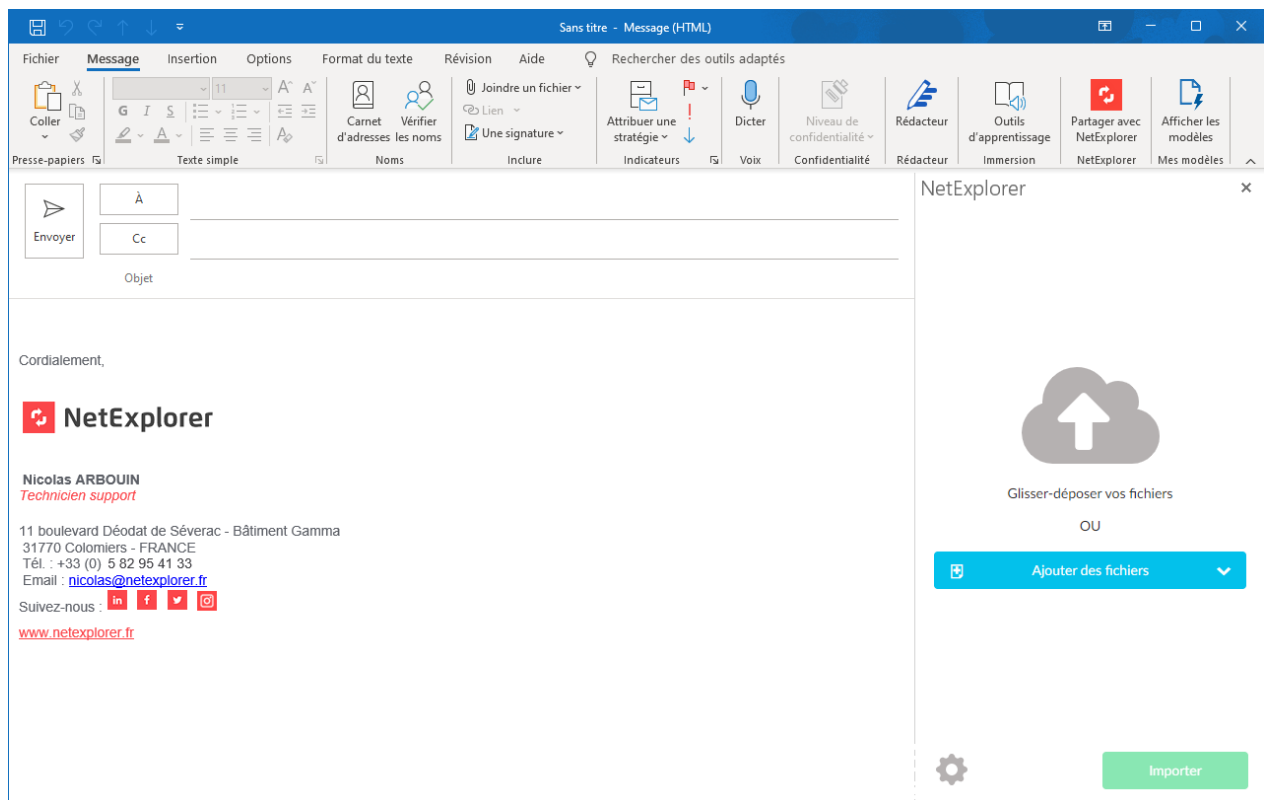 Sans titre - Message (HTML)
Fichier Message Insertion Options Format du texte Révision Aide Rechercher des outils adaptés
Coller
11
G I S
Carnet d'adresses
Vérifier les noms
Joindre un fichier
Lien
Une signature
Attribuer une stratégie
Dicter
Niveau de confidentialité
Rédacteur
Outils d'apprentissage
Partager avec NetExplorer
Afficher les modèles
Presse-papiers Texte simple Noms Inclure Indicateurs Voix Confidentialité Rédacteur Immersion NetExplorer Mes modèles
Envoyer
À
Cc
Objet
Cordialement,
NetExplorer
Nicolas ARBOUIN
Technicien support
11 boulevard Déodat de Séverac - Bâtiment Gamma
31770 Colomiers - FRANCE
Tél. : +33 (0) 5 82 95 41 33
Email : nicolas@netexplorer.fr
Suivez-nous :
www.netexplorer.fr
NetExplorer
Glisser-déposer vos fichiers
OU
Ajouter des fichiers
Importer